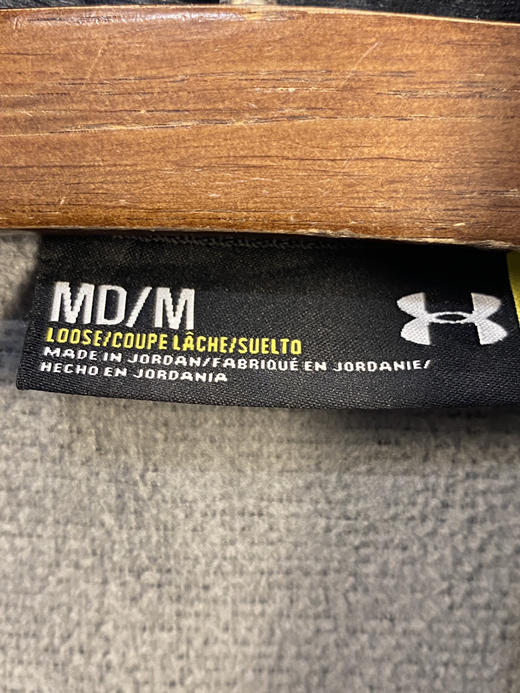 MD/M
LOOSE/COUPE LÂCHE/SUELTO
MADE IN JORDAN/FABRIQUÉ EN JORDANIE/
HECHO EN JORDANIA